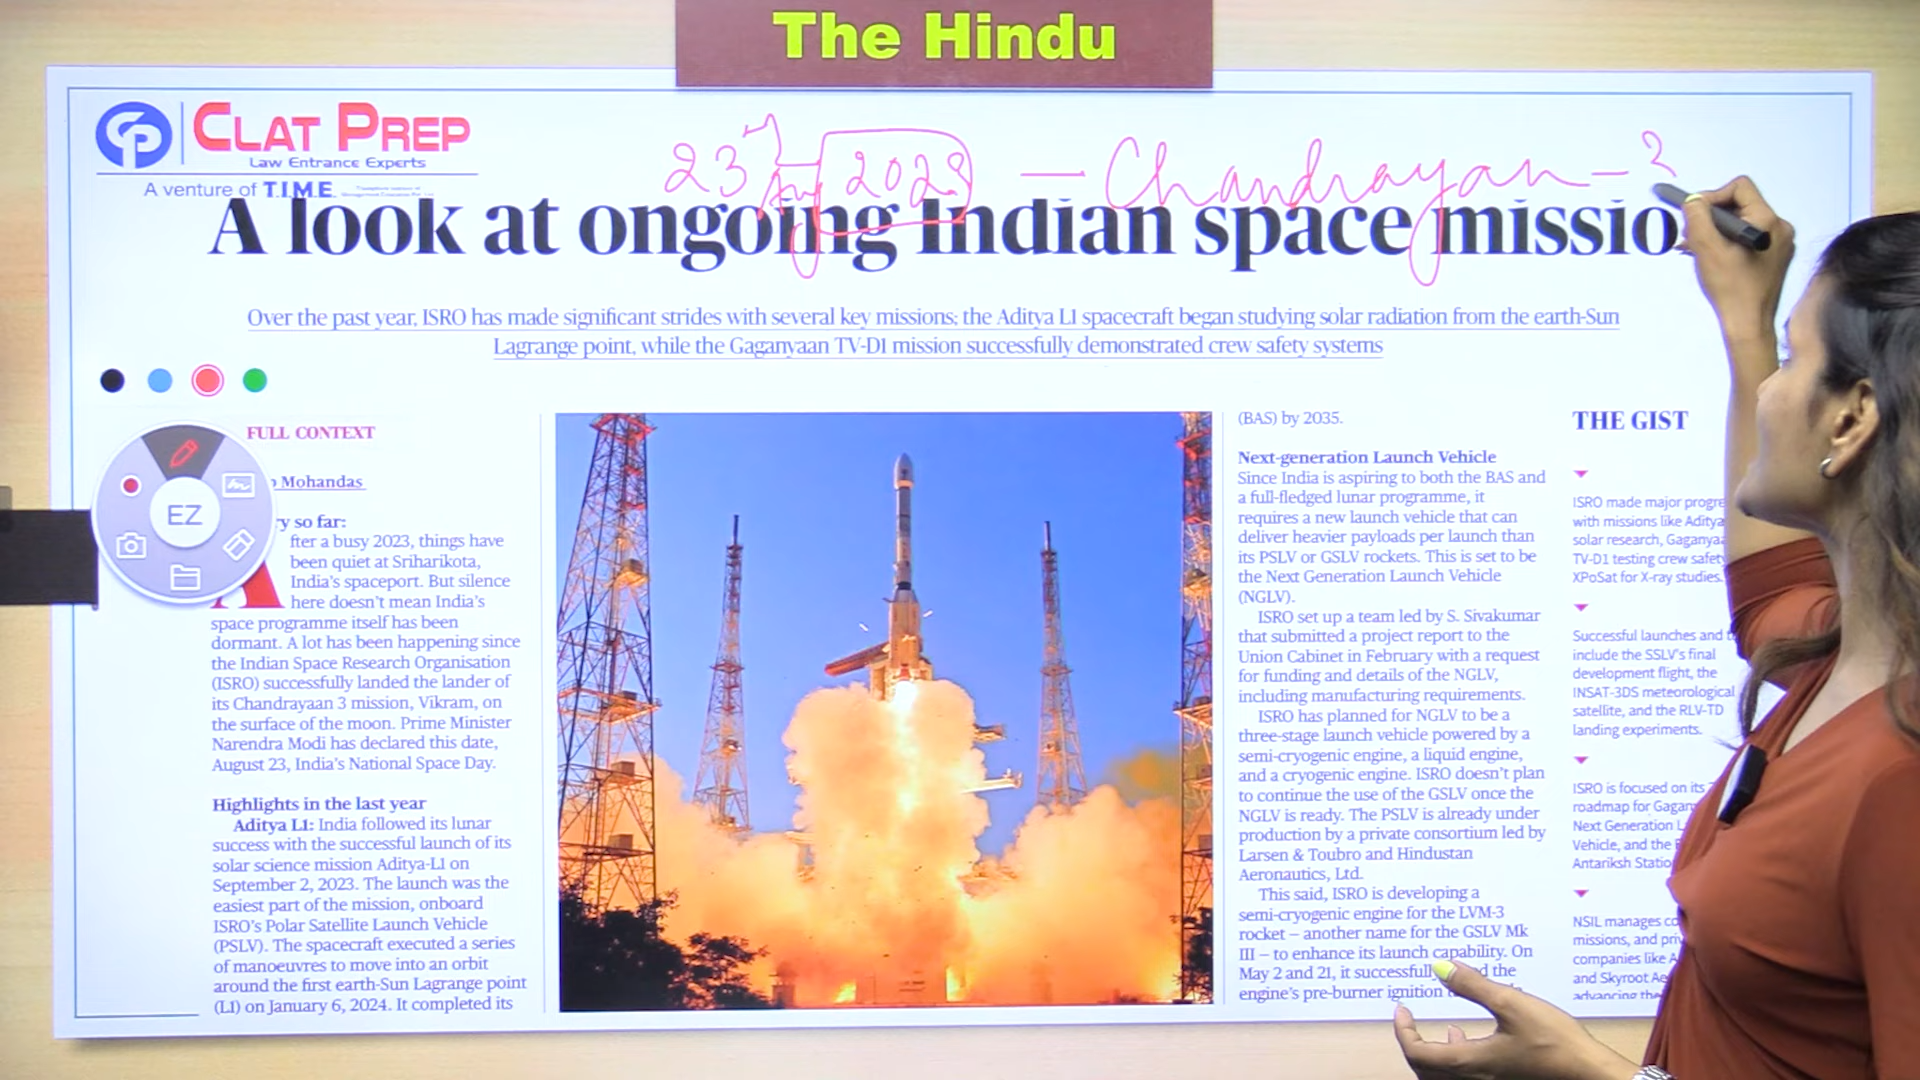 The Hindu
CLAT PREP
Law Entrance Experts
A venture of T.I.M.E.
23 Aug 2023 — Chandrayan - 3
A look at ongoing Indian space missio
Over the past year, ISRO has made significant strides with several key missions; the Aditya L1 spacecraft began studying solar radiation from the earth-Sun
Lagrange point, while the Gaganyaan TV-D1 mission successfully demonstrated crew safety systems
FULL CONTEXT
EZ
Mohandas
y so far:
fter a busy 2023, things have
been quiet at Sriharikota,
India's spaceport. But silence
here doesn't mean India's
space programme itself has been
dormant. A lot has been happening since
the Indian Space Research Organisation
(ISRO) successfully landed the lander of
its Chandrayaan 3 mission, Vikram, on
the surface of the moon. Prime Minister
Narendra Modi has declared this date,
August 23, India's National Space Day.
Highlights in the last year
Aditya L1: India followed its lunar
success with the successful launch of its
solar science mission Aditya-L1 on
September 2, 2023. The launch was the
easiest part of the mission, onboard
ISRO's Polar Satellite Launch Vehicle
(PSLV). The spacecraft executed a series
of manoeuvres to move into an orbit
around the first earth-Sun Lagrange point
(L1) on January 6, 2024. It completed its
(BAS) by 2035.
Next-generation Launch Vehicle
Since India is aspiring to both the BAS and
a full-fledged lunar programme, it
requires a new launch vehicle that can
deliver heavier payloads per launch than
its PSLV or GSLV rockets. This is set to be
the Next Generation Launch Vehicle
(NGLV).
ISRO set up a team led by S. Sivakumar
that submitted a project report to the
Union Cabinet in February with a request
for funding and details of the NGLV,
including manufacturing requirements.
ISRO has planned for NGLV to be a
three-stage launch vehicle powered by a
semi-cryogenic engine, a liquid engine,
and a cryogenic engine. ISRO doesn't plan
to continue the use of the GSLV once the
NGLV is ready. The PSLV is already under
production by a private consortium led by
Larsen & Toubro and Hindustan
Aeronautics, Ltd.
This said, ISRO is developing a
semi-cryogenic engine for the LVM-3
rocket – another name for the GSLV Mk
III – to enhance its launch capability. On
May 2 and 21, it successfully the
engine's pre-burner ignition
THE GIST
ISRO made major progre
with missions like Aditya
solar research, Gaganyaa
TV-D1 testing crew safety
XPoSat for X-ray studies.
Successful launches and
include the SSLV's final
development flight, the
INSAT-3DS meteorological
satellite, and the RLV-TD
landing experiments.
ISRO is focused on its
roadmap for Gagan
Next Generation L
Vehicle, and the
Antariksh Statio
NSIL manages co
missions, and priv
companies like A
and Skyroot Ae
advancing the